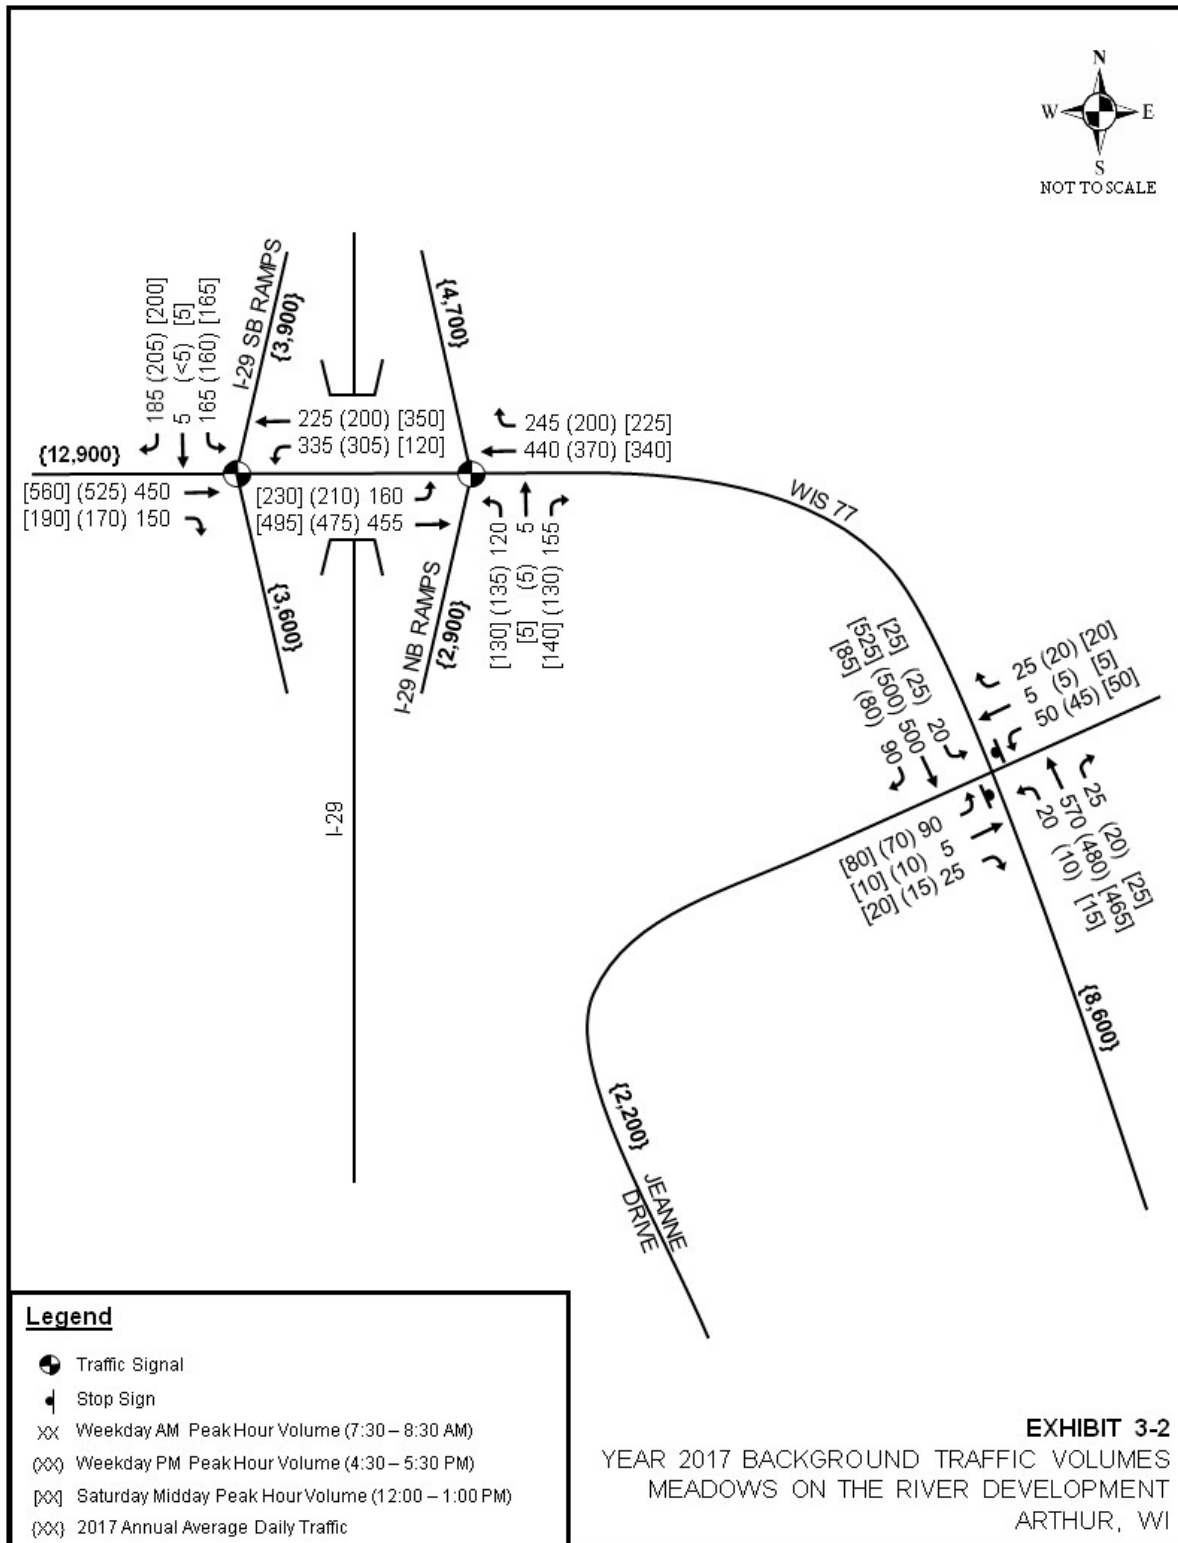 N
W E
S
NOT TO SCALE
I-29 SB RAMPS
{3,900}
{4,700}
185 (205) [200]
5 (<5) [5]
165 (160) [165]
225 (200) [350]
335 (305) [120]
245 (200) [225]
440 (370) [340]
{12,900}
[560] (525) 450
[190] (170) 150
[230] (210) 160
[495] (475) 455
WIS 77
[130] (135) 120
[5] (5) 5
[140] (130) 155
{3,600}
I-29 NB RAMPS
{2,900}
[25] (25) 20
[525] (500) 500
[85] (80) 90
25 (20) [20]
5 (5) [5]
50 (45) [50]
I-29
[80] (70) 90
[10] (10) 5
[20] (15) 25
25 (20) [25]
570 (480) [465]
20 (10) [15]
{8,600}
{2,200}
JEANNE
DRIVE
Legend
Traffic Signal
Stop Sign
XX Weekday AM Peak Hour Volume (7:30 – 8:30 AM)
(XX) Weekday PM Peak Hour Volume (4:30 – 5:30 PM)
[XX] Saturday Midday Peak Hour Volume (12:00 – 1:00 PM)
{XX} 2017 Annual Average Daily Traffic
EXHIBIT 3-2
YEAR 2017 BACKGROUND TRAFFIC VOLUMES
MEADOWS ON THE RIVER DEVELOPMENT
ARTHUR, WI